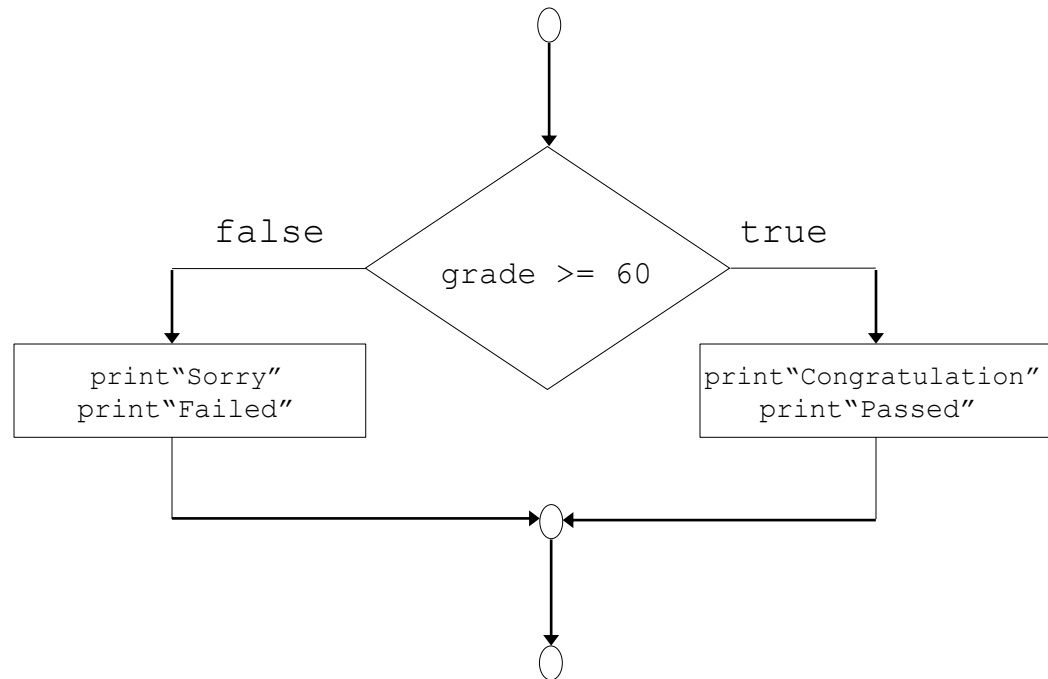 false
true
grade >= 60
print“Sorry”
print“Failed”
print“Congratulation”
print“Passed”